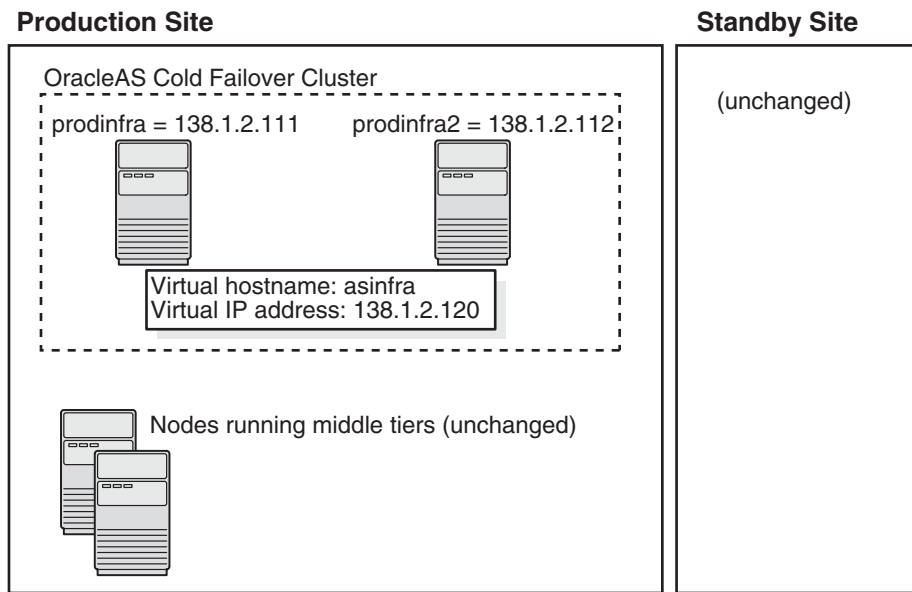 Production Site
Standby Site
OracleAS Cold Failover Cluster
(unchanged)
prodinfra = 138.1.2.111
prodinfra2 = 138.1.2.112
Virtual hostname: asinfra
Virtual IP address: 138.1.2.120
Nodes running middle tiers (unchanged)